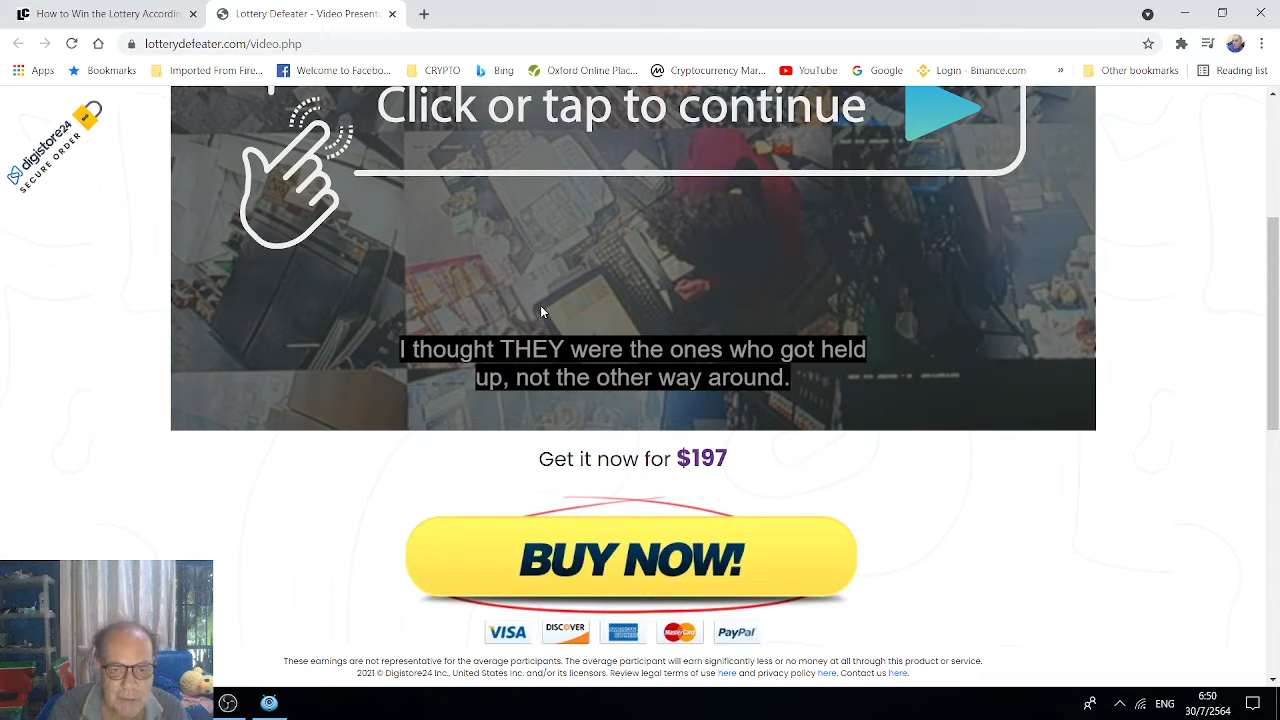 How to Win the Lottery Accordin
Lottery Defeater - Video Present
lotterydefeater.com/video.php
Apps
Bookmarks
Imported From Fire...
Welcome to Facebo...
CRYPTO
Bing
Oxford Online Plac...
Cryptocurrency Mar...
YouTube
Google
Login - Binance.com
»
Other bookmarks
Reading list
digistore24
SECURE ORDER
Click or tap to continue
I thought THEY were the ones who got held
up, not the other way around.
Get it now for $197
BUY NOW!
VISA
DISCOVER
AMERICAN EXPRESS
MasterCard
PayPal
These earnings are not representative for the average participants. The average participant will earn significantly less or no money at all through this product or service.
2021 © Digistore24 Inc., United States Inc. and/or its licensors. Review legal terms of use here and privacy policy here. Contact us here.
ENG
6:50
30/7/2564